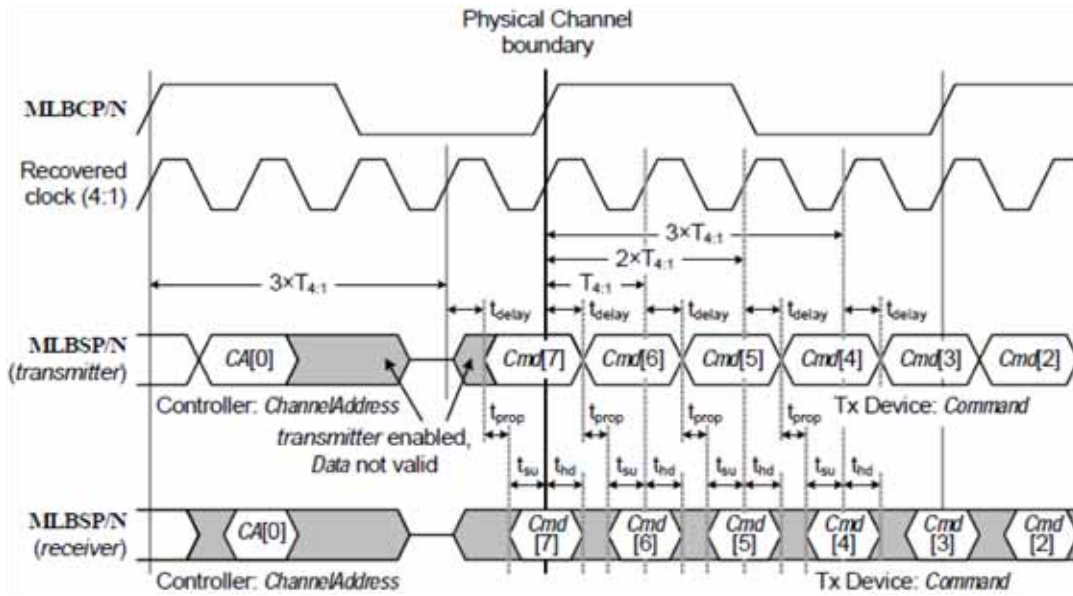 Physical Channel
boundary
MLBCP/N
Recovered
clock (4:1)
3×T4:1
2×T4:1
3×T4:1 T4:1
tdelay tdelay tdelay tdelay tdelay
MLBSP/N
(transmitter)
CA[0] Cmd[7] Cmd[6] Cmd[5] Cmd[4] Cmd[3] Cmd[2]
Controller: ChannelAddress Tx Device: Command
transmitter enabled,
Data not valid
tprop tprop tprop tprop
tsu thd tsu thd tsu thd tsu thd
MLBSP/N
(receiver)
CA[0] Cmd Cmd Cmd Cmd Cmd Cmd
[7] [6] [5] [4] [3] [2]
Controller: ChannelAddress Tx Device: Command